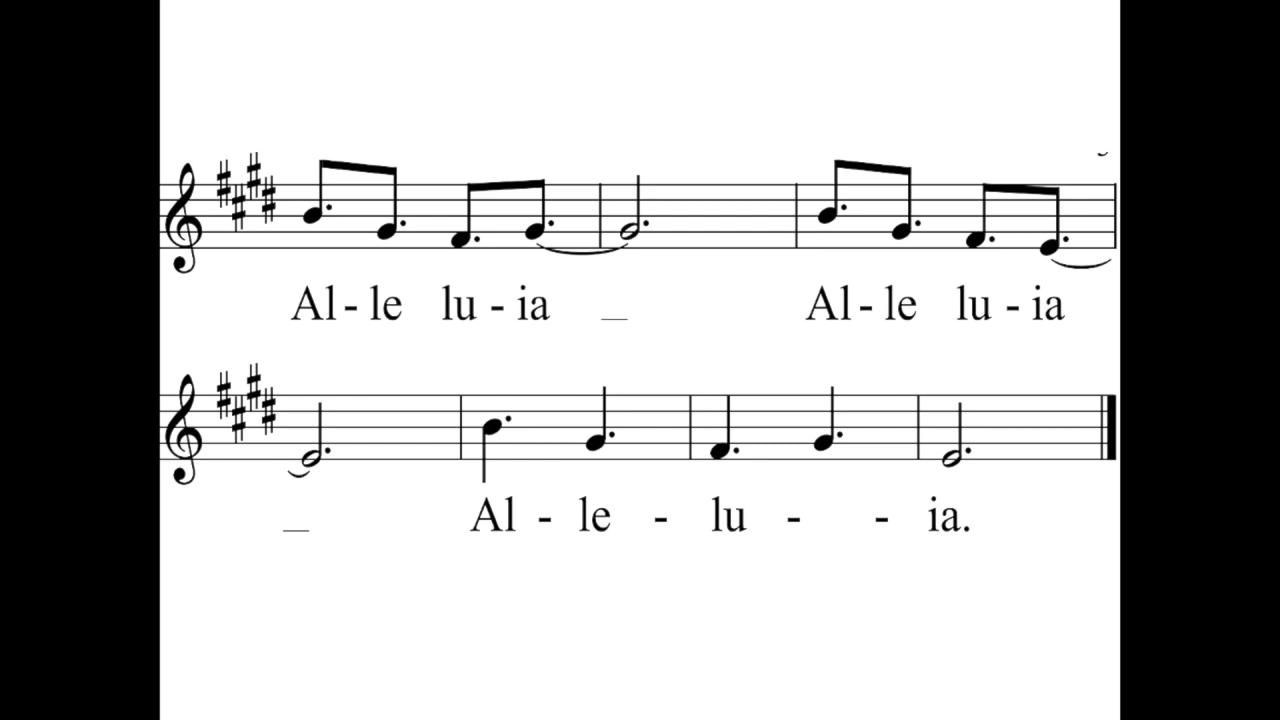 Al - le lu - ia _ Al - le lu - ia
_ Al - le - lu - - ia.